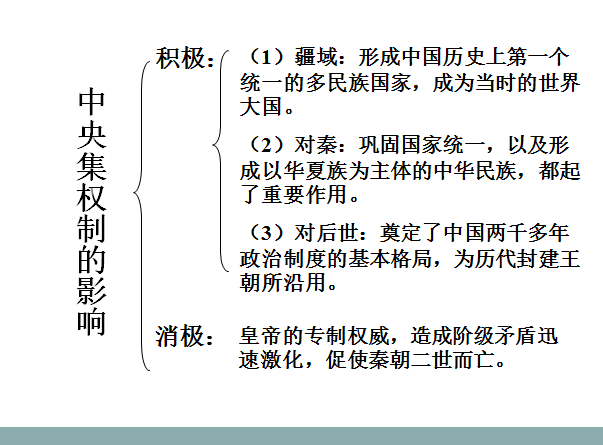 中央集权制的影响
积极：
（1）疆域：形成中国历史上第一个
统一的多民族国家，成为当时的世界
大国。
（2）对秦：巩固国家统一，以及形
成以华夏族为主体的中华民族，都起
了重要作用。
（3）对后世：奠定了中国两千多年
政治制度的基本格局，为历代封建王
朝所沿用。
消极：
皇帝的专制权威，造成阶级矛盾迅
速激化，促使秦朝二世而亡。